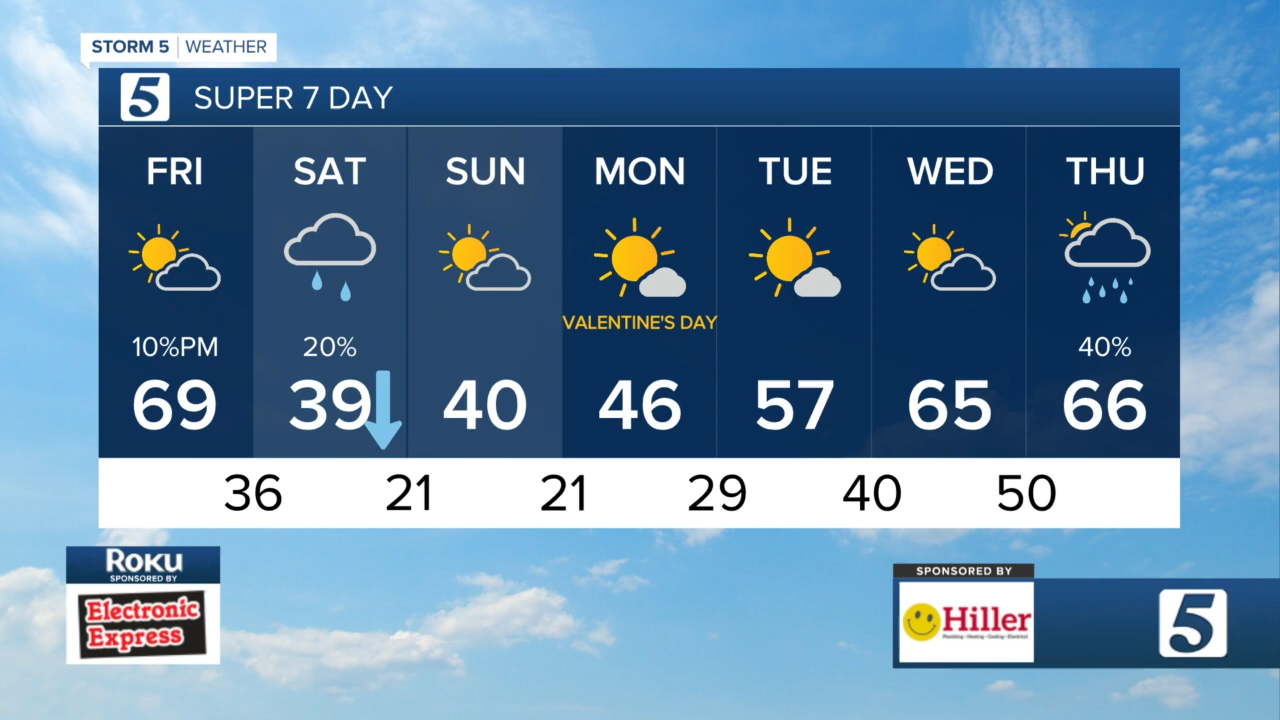 STORM 5 | WEATHER
5 SUPER 7 DAY
FRI SAT SUN MON TUE WED THU
VALENTINE'S DAY
10%PM 20% 40%
69 39 40 46 57 65 66
36 21 21 29 40 50
ROKU
SPONSORED BY
Electronic
Express
SPONSORED BY
Hiller
Plumbing • Heating • Cooling • Electrical
5